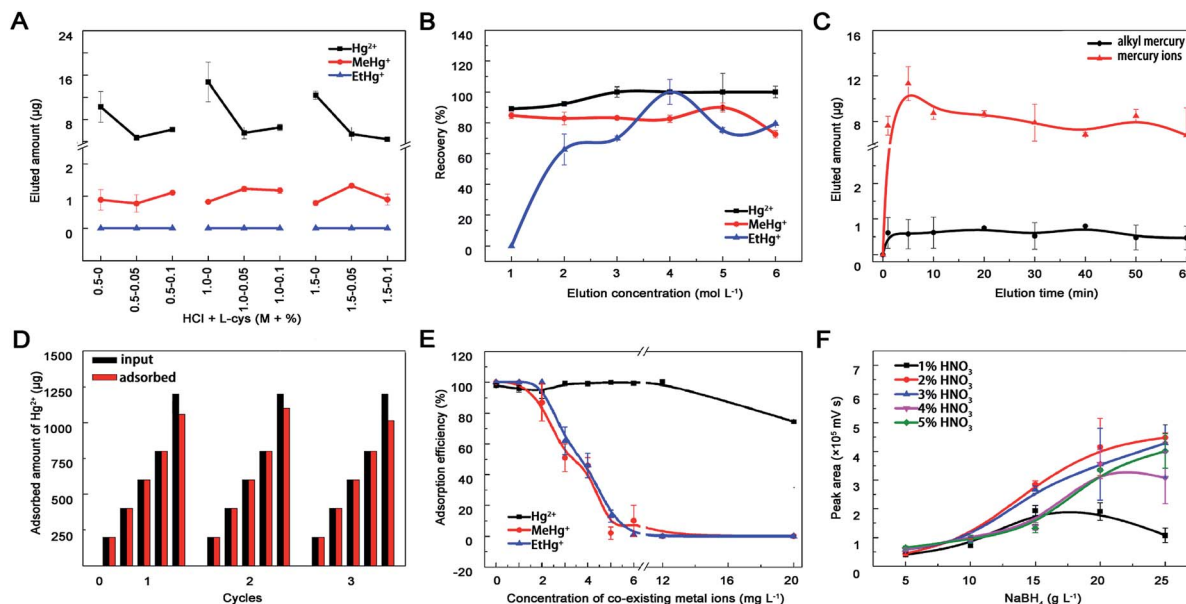 A
24
16
8
2
1
0
Eluted amount (µg)
Hg²⁺
MeHg⁺
EtHg⁺
0.5-0
0.5-0.05
0.5-0.1
1.0-0
1.0-0.05
1.0-0.1
1.5-0
1.5-0.05
1.5-0.1
HCl + L-cys (M + %)
B
140
120
100
80
60
40
20
0
Recovery (%)
Hg²⁺
MeHg⁺
EtHg⁺
1 2 3 4 5 6
Elution concentration (mol L⁻¹)
C
16
12
8
2
1
0
Eluted amount (µg)
alkyl mercury
mercury ions
0 10 20 30 40 50
Elution time (min)
D
1500
1250
1000
750
500
250
Adsorbed amount of Hg²⁺ (µg)
input
adsorbed
0 1 2 3
Cycles
E
120
100
80
60
40
20
0
-20
Adsorption efficiency (%)
Hg²⁺
MeHg⁺
EtHg⁺
0 2 4 6 12 20
Concentration of co-existing metal ions (mg L⁻¹)
F
7
6
5
4
3
2
1
0
Peak area (×10⁵ mV s)
1% HNO₃
2% HNO₃
3% HNO₃
4% HNO₃
5% HNO₃
5 10 15 20 25
(g L⁻¹)